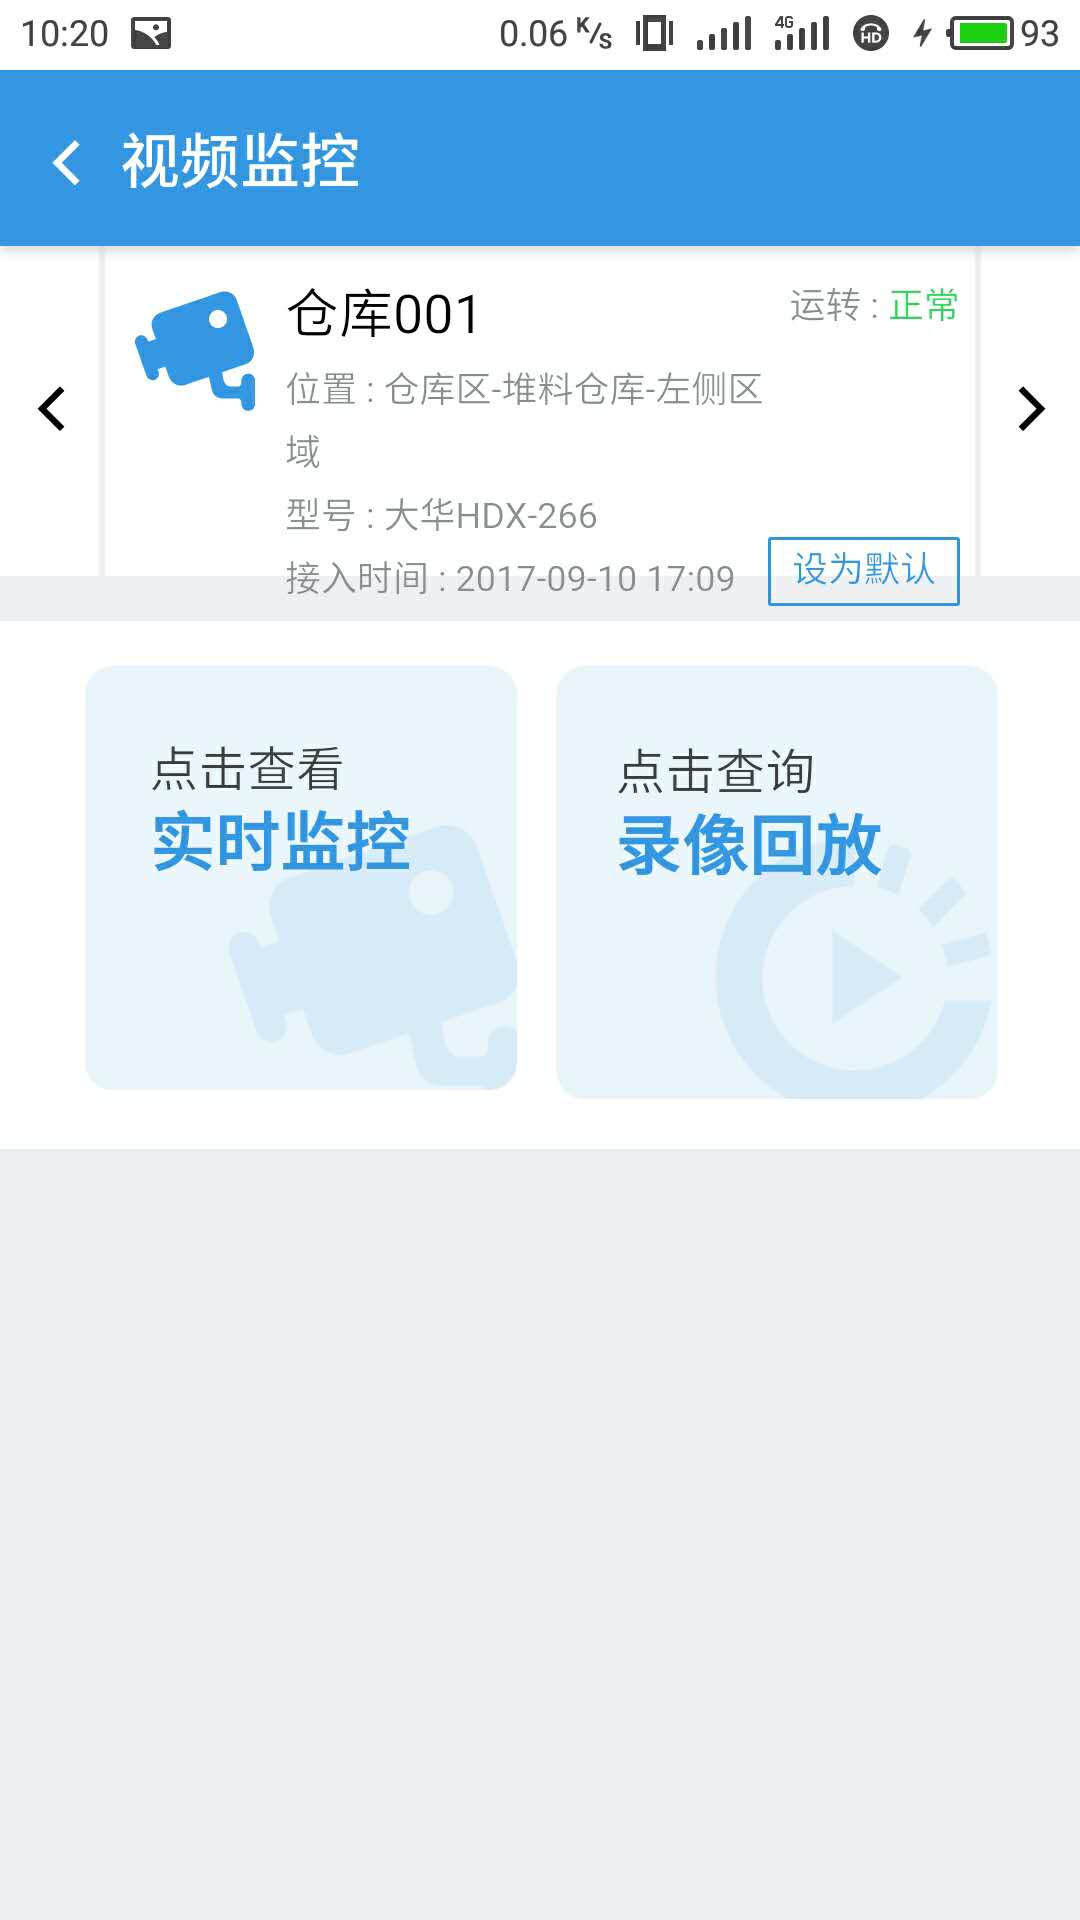 10:20 0.06 K/s 4G HD 93
视频监控
仓库001
运转 : 正常
位置 : 仓库区-堆料仓库-左侧区
域
型号 : 大华HDX-266
接入时间 : 2017-09-10 17:09
设为默认
点击查看
实时监控
点击查询
录像回放